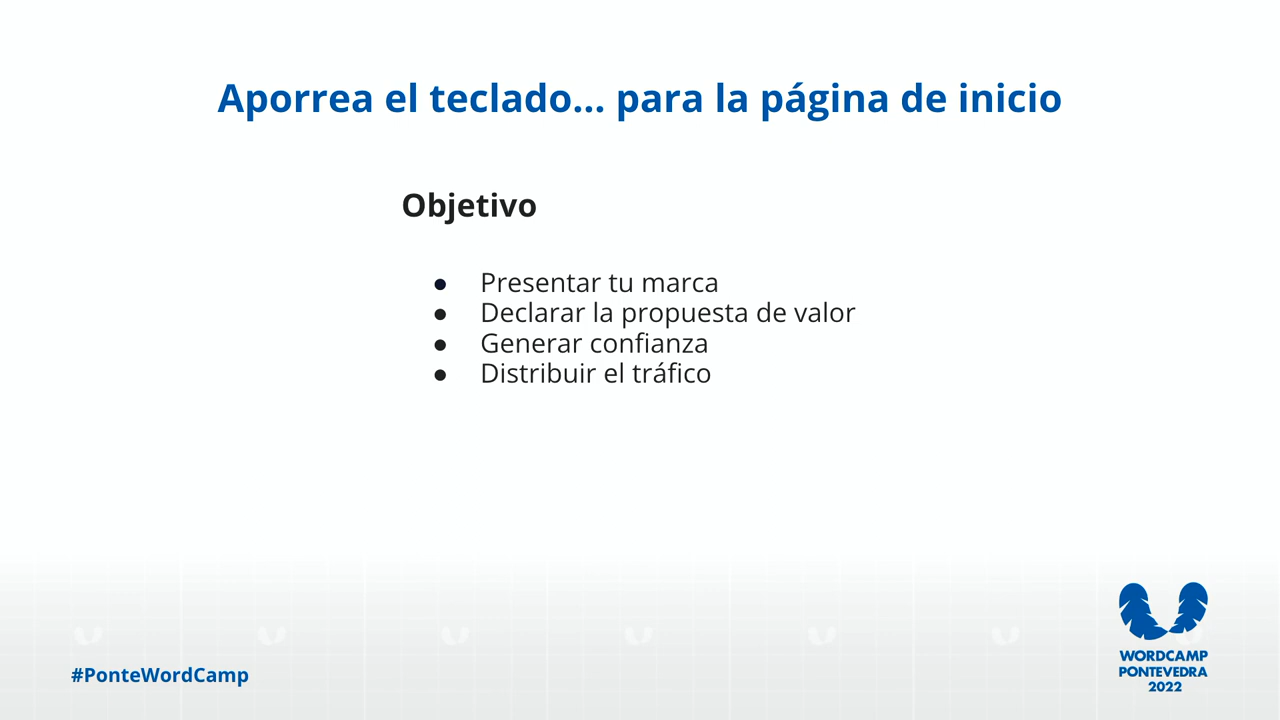 Aporrea el teclado... para la página de inicio
Objetivo
● Presentar tu marca
● Declarar la propuesta de valor
● Generar confianza
● Distribuir el tráfico
#PonteWordCamp
WORDCAMP
PONTEVEDRA
2022